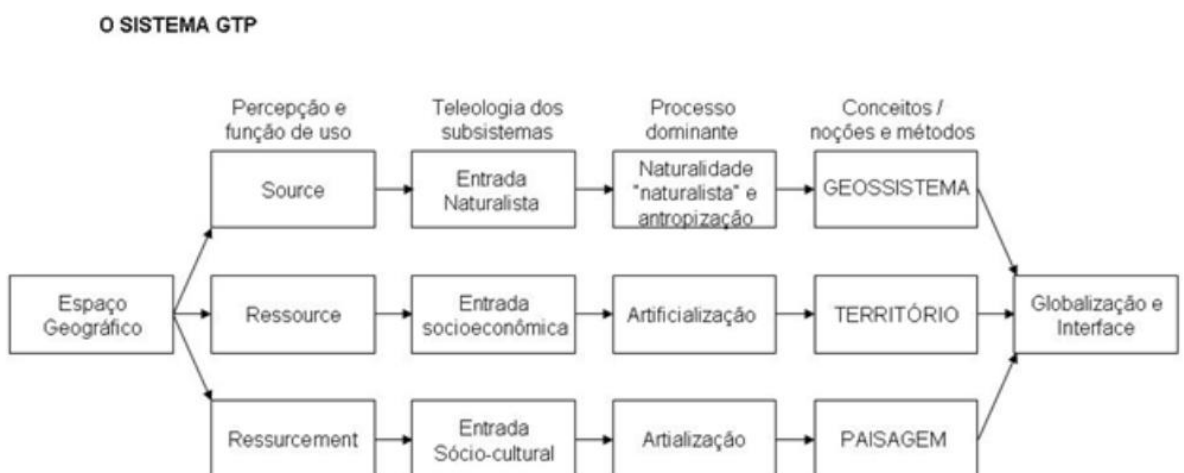 O SISTEMA GTP
Percepção e
função de uso
Teleologia dos
subsistemas
Processo
dominante
Conceitos /
noções e métodos
Source
Entrada
Naturalista
Naturalidade
"naturalista" e
antropização
GEOSSISTEMA
Espaço
Geográfico
Ressource
Entrada
socioeconômica
Artificialização
TERRITÓRIO
Globalização e
Interface
Ressurcement
Entrada
Sócio-cultural
Artialização
PAISAGEM